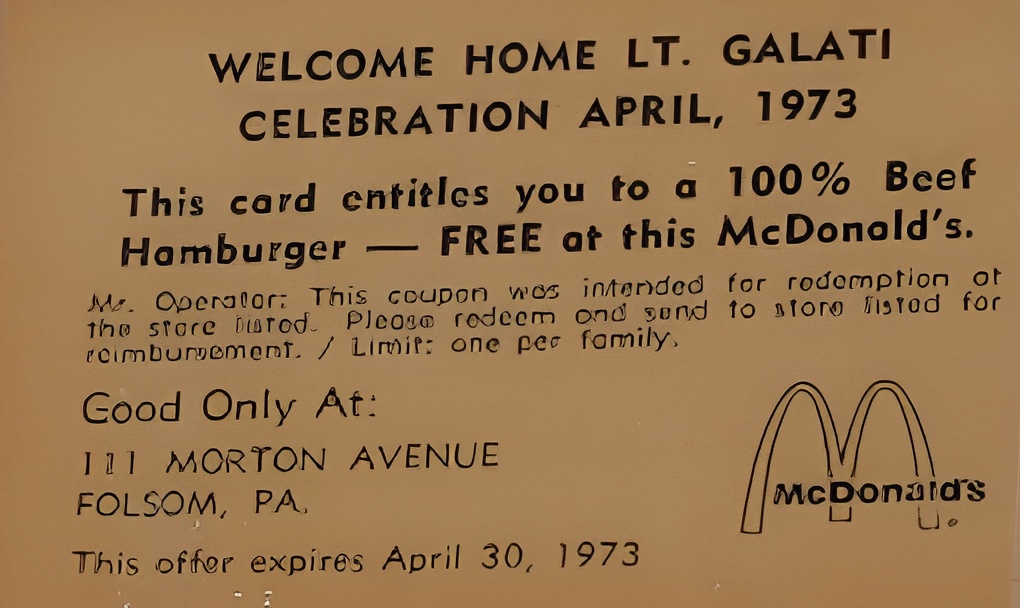 WELCOME HOME LT. GALATI
CELEBRATION APRIL, 1973
This card entitles you to a 100% Beef
Hamburger — FREE at this McDonald's.
Mr. Operator: This coupon was intended for redemption at
the store listed. Please redeem and send to store listed for
reimbursement. / Limit: one per family.
Good Only At:
111 MORTON AVENUE
FOLSOM, PA.
McDonald's
This offer expires April 30, 1973